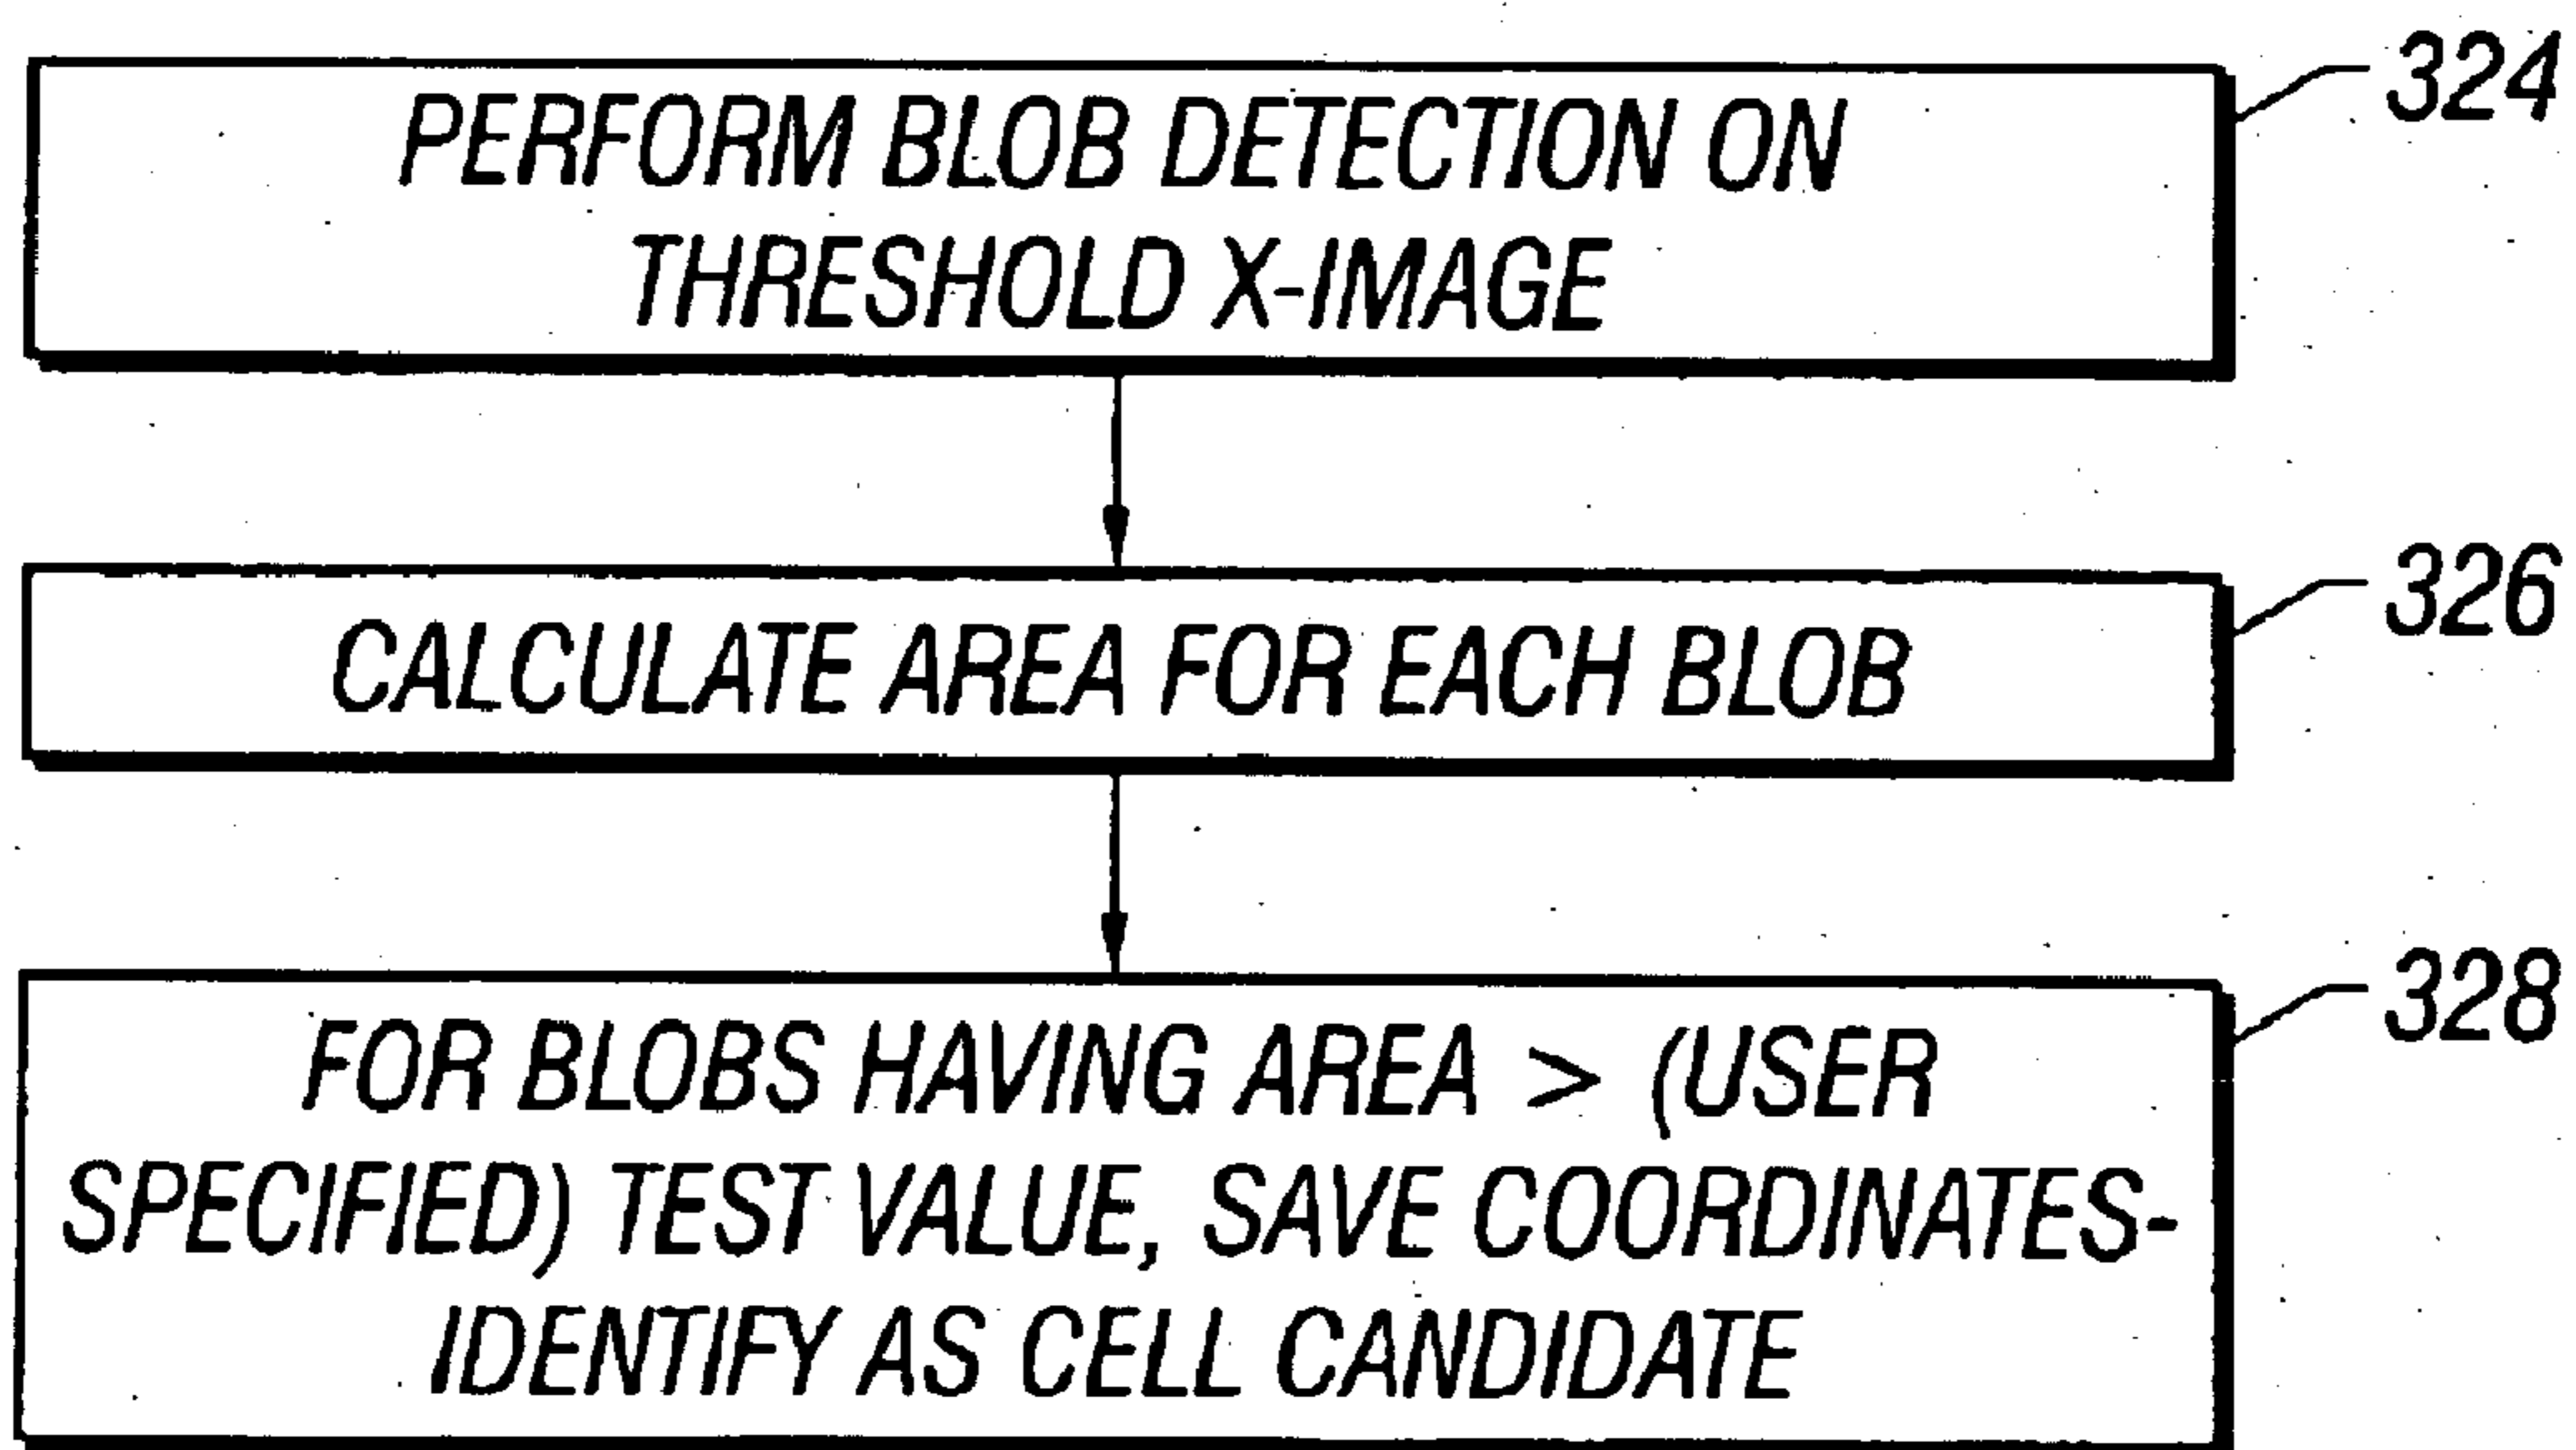 PERFORM BLOB DETECTION ON
THRESHOLD X-IMAGE
324
CALCULATE AREA FOR EACH BLOB
326
FOR BLOBS HAVING AREA > (USER
SPECIFIED) TEST VALUE, SAVE COORDINATES-
IDENTIFY AS CELL CANDIDATE
328